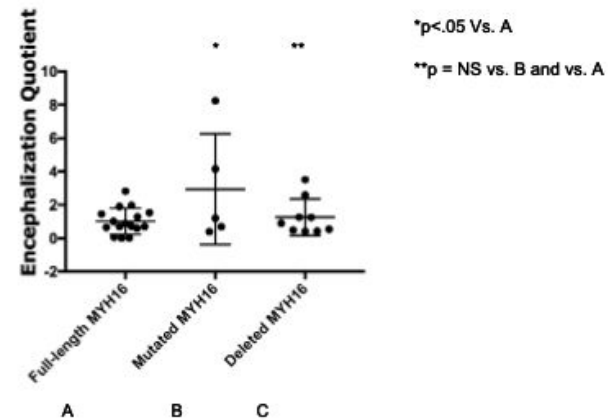 *p<.05 Vs. A
**p = NS vs. B and vs. A
* **
Encephalization Quotient
10
8
6
4
2
0
-2
Full-length MYH16
Mutated MYH16
Deleted MYH16
A B C